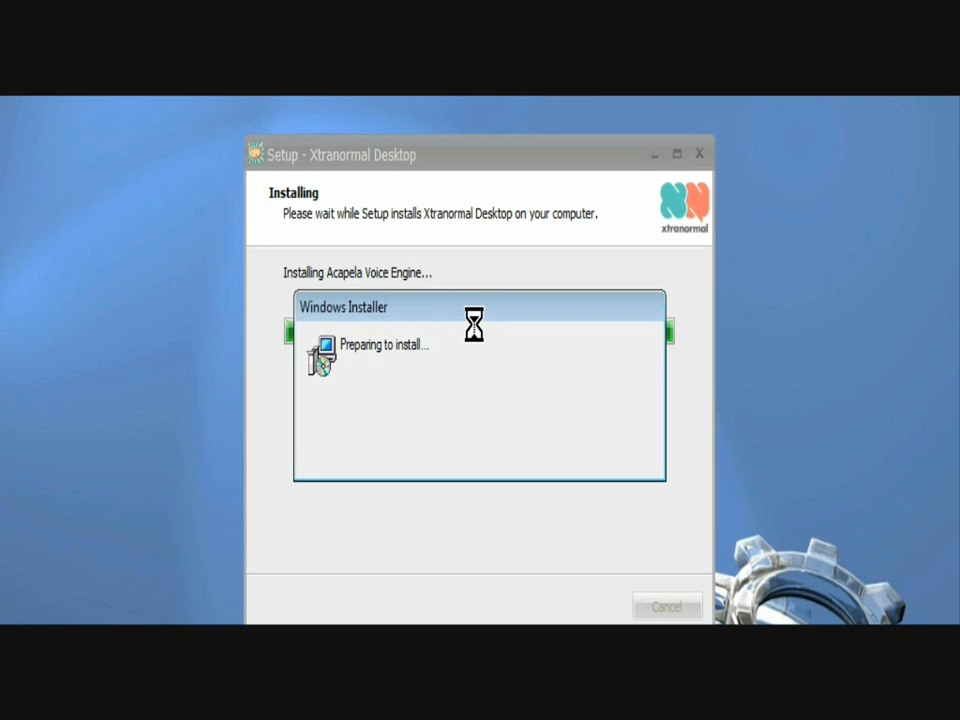 Setup - Xtranormal Desktop
Installing
Please wait while Setup installs Xtranormal Desktop on your computer.
xtranormal
Installing Acapela Voice Engine...
Windows Installer
Preparing to install...
Cancel